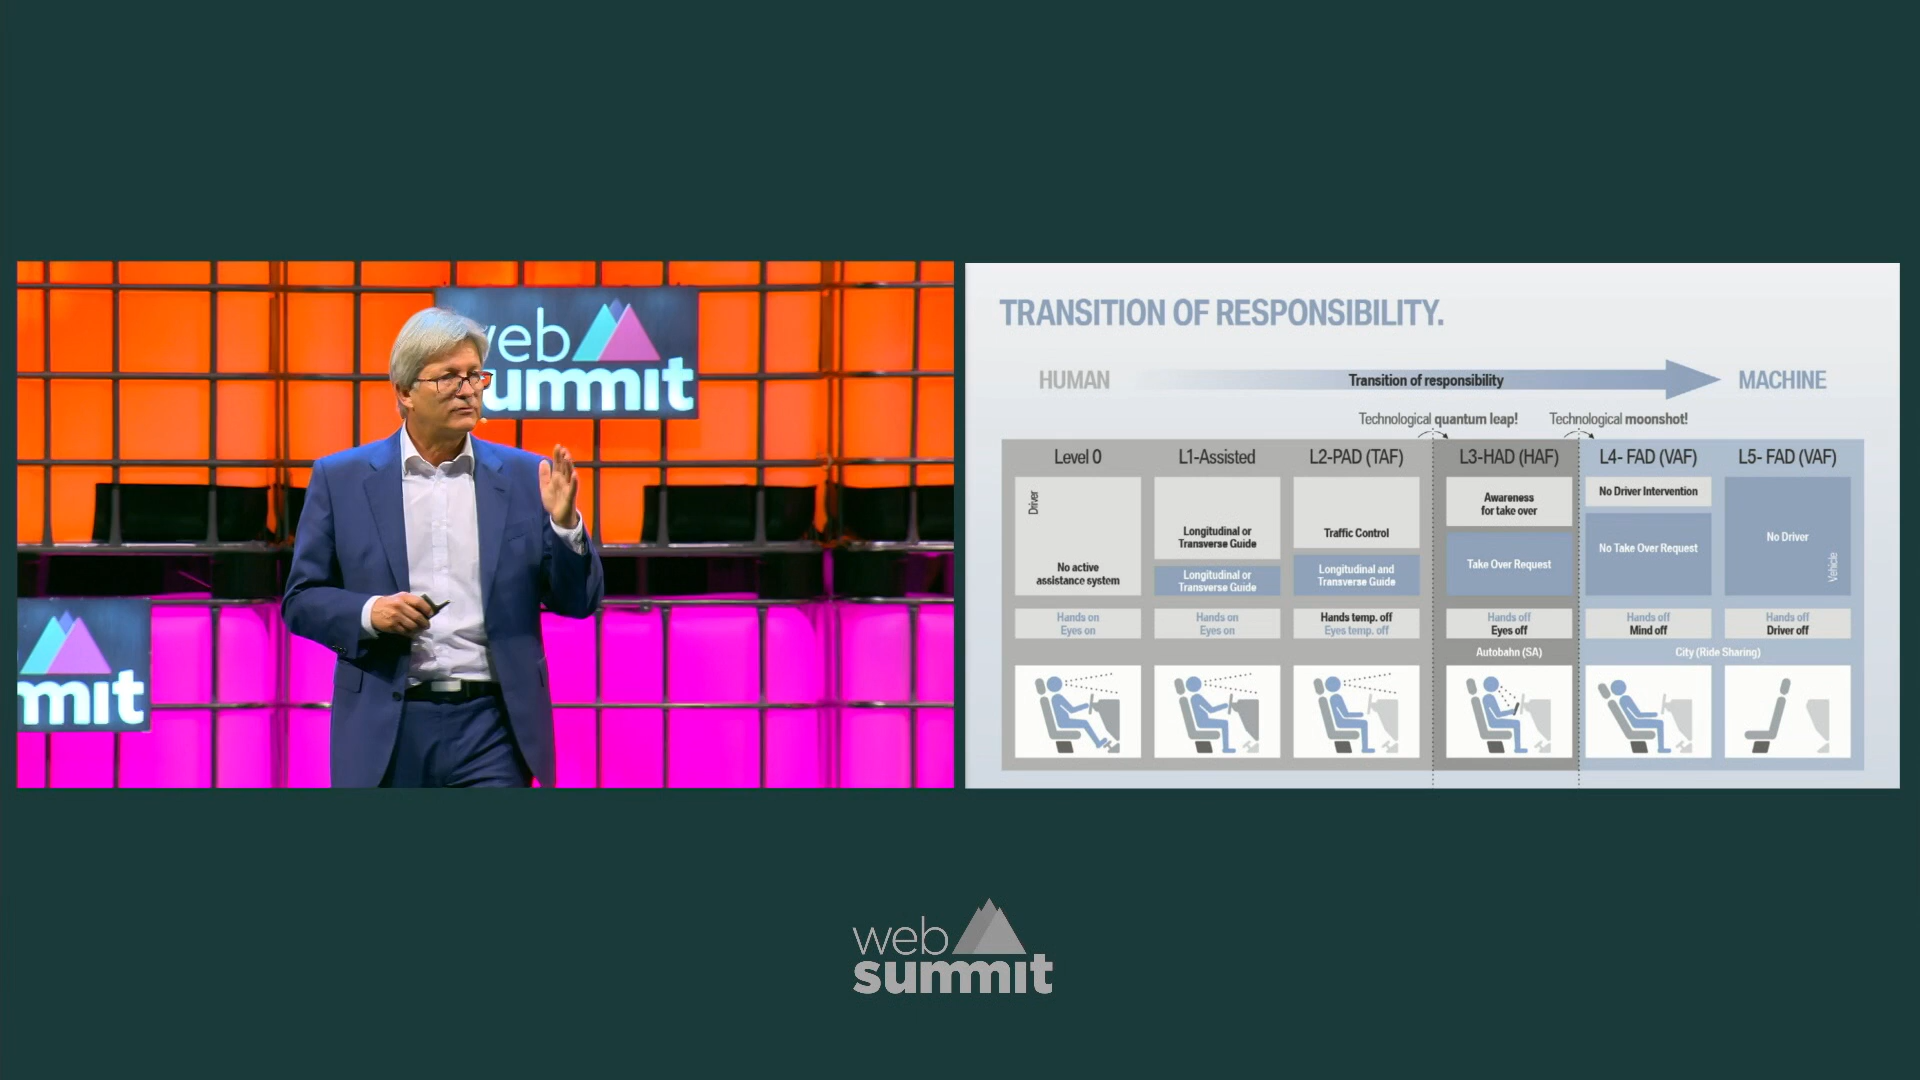 web
summit
mmit
TRANSITION OF RESPONSIBILITY.
HUMAN
Transition of responsibility
MACHINE
Technological quantum leap!
Technological moonshot!
Level 0
L1-Assisted
L2-PAD (TAF)
L3-HAD (HAF)
L4- FAD (VAF)
L5- FAD (VAF)
Driver
No active
assistance system
Longitudinal or
Transverse Guide
Longitudinal or
Transverse Guide
Traffic Control
Longitudinal and
Transverse Guide
Awareness
for take over
Take Over Request
No Driver Intervention
No Take Over Request
No Driver
Vehicle
Hands on
Eyes on
Hands on
Eyes on
Hands temp. off
Eyes temp. off
Hands off
Eyes off
Hands off
Mind off
Hands off
Driver off
Autobahn (SA)
City (Ride Sharing)
web
summit